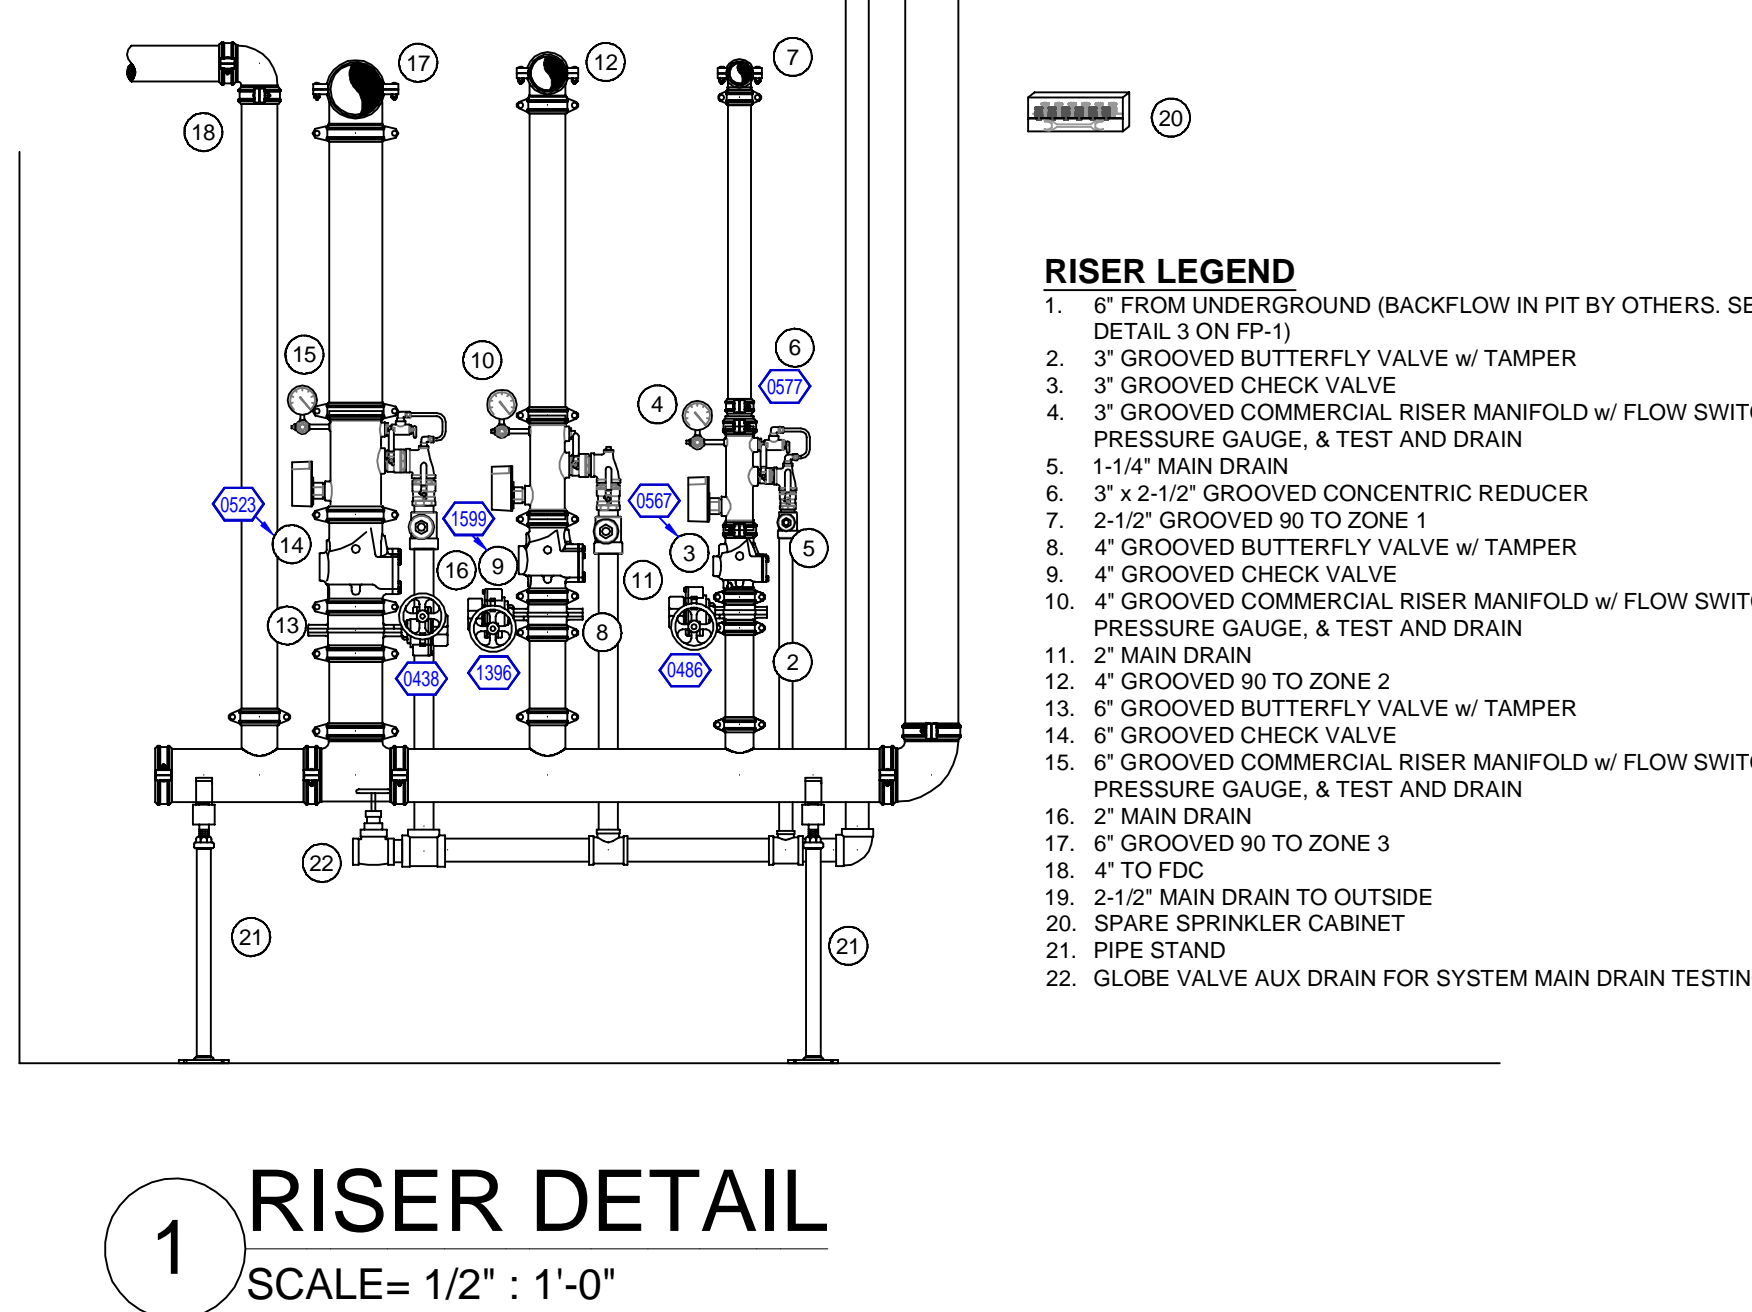 17
12
7
18
20
15
10
6
0577
4
0523
14
1599
16
9
0567
3
5
11
13
8
0438
1396
0486
2
22
21
21
RISER LEGEND
1. 6" FROM UNDERGROUND (BACKFLOW IN PIT BY OTHERS. SE
DETAIL 3 ON FP-1)
2. 3" GROOVED BUTTERFLY VALVE w/ TAMPER
3. 3" GROOVED CHECK VALVE
4. 3" GROOVED COMMERCIAL RISER MANIFOLD w/ FLOW SWIT
PRESSURE GAUGE, & TEST AND DRAIN
5. 1-1/4" MAIN DRAIN
6. 3" x 2-1/2" GROOVED CONCENTRIC REDUCER
7. 2-1/2" GROOVED 90 TO ZONE 1
8. 4" GROOVED BUTTERFLY VALVE w/ TAMPER
9. 4" GROOVED CHECK VALVE
10. 4" GROOVED COMMERCIAL RISER MANIFOLD w/ FLOW SWIT
PRESSURE GAUGE, & TEST AND DRAIN
11. 2" MAIN DRAIN
12. 4" GROOVED 90 TO ZONE 2
13. 6" GROOVED BUTTERFLY VALVE w/ TAMPER
14. 6" GROOVED CHECK VALVE
15. 6" GROOVED COMMERCIAL RISER MANIFOLD w/ FLOW SWIT
PRESSURE GAUGE, & TEST AND DRAIN
16. 2" MAIN DRAIN
17. 6" GROOVED 90 TO ZONE 3
18. 4" TO FDC
19. 2-1/2" MAIN DRAIN TO OUTSIDE
20. SPARE SPRINKLER CABINET
21. PIPE STAND
22. GLOBE VALVE AUX DRAIN FOR SYSTEM MAIN DRAIN TESTIN
1
RISER DETAIL
SCALE= 1/2" : 1'-0"